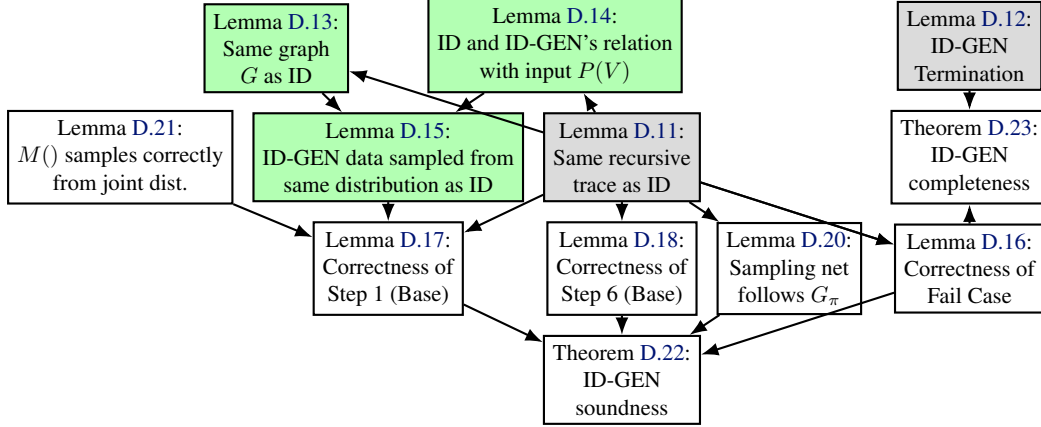 Lemma D.13:
Same graph
G as ID
Lemma D.14:
ID and ID-GEN's relation
with input P(V)
Lemma D.12:
ID-GEN
Termination
Lemma D.21:
M() samples correctly
from joint dist.
Lemma D.15:
ID-GEN data sampled from
same distribution as ID
Lemma D.11:
Same recursive
trace as ID
Theorem D.23:
ID-GEN
completeness
Lemma D.17:
Correctness of
Step 1 (Base)
Lemma D.18:
Correctness of
Step 6 (Base)
Lemma D.20:
Sampling net
follows G_π
Lemma D.16:
Correctness of
Fail Case
Theorem D.22:
ID-GEN
soundness